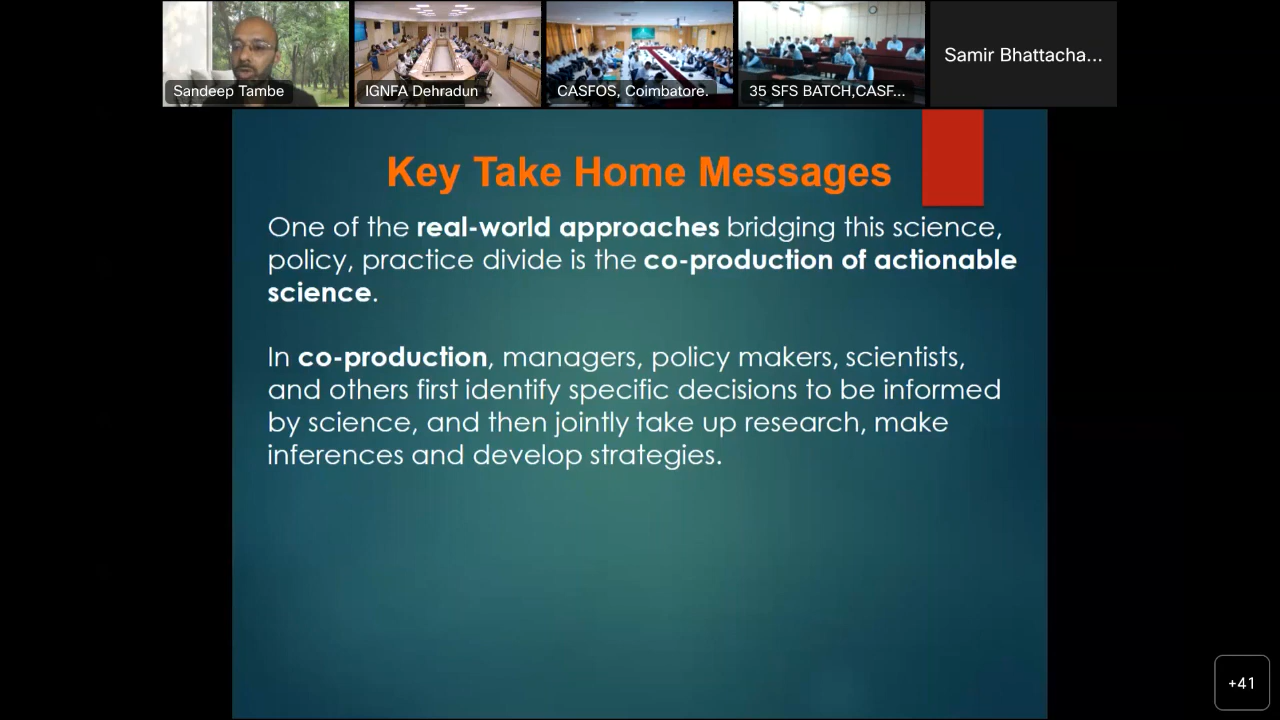 Sandeep Tambe
IGNFA Dehradun
CASFOS, Coimbatore.
35 SFS BATCH,CASF...
Samir Bhattacha...
Key Take Home Messages
One of the real-world approaches bridging this science,
policy, practice divide is the co-production of actionable
science.
In co-production, managers, policy makers, scientists,
and others first identify specific decisions to be informed
by science, and then jointly take up research, make
inferences and develop strategies.
+41